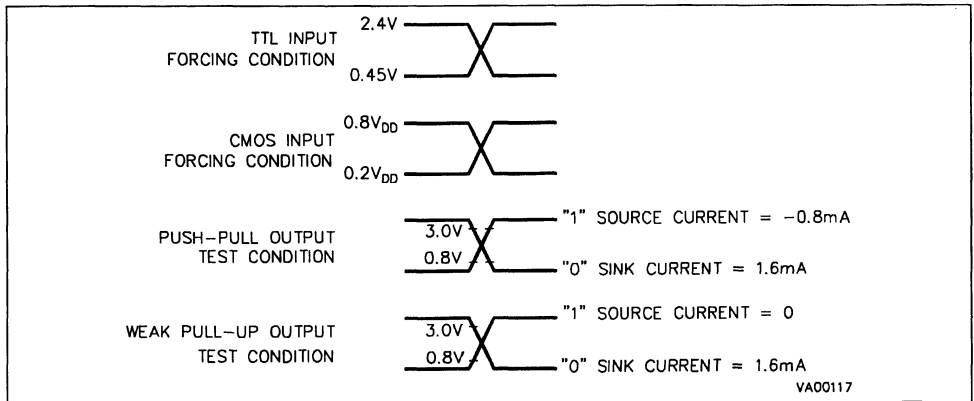 TTL INPUT
FORCING CONDITION
2.4V
0.45V
CMOS INPUT
FORCING CONDITION
0.8VDD
0.2VDD
PUSH-PULL OUTPUT
TEST CONDITION
3.0V
0.8V
"1" SOURCE CURRENT = -0.8mA
"0" SINK CURRENT = 1.6mA
WEAK PULL-UP OUTPUT
TEST CONDITION
3.0V
0.8V
"1" SOURCE CURRENT = 0
"0" SINK CURRENT = 1.6mA
VA00117